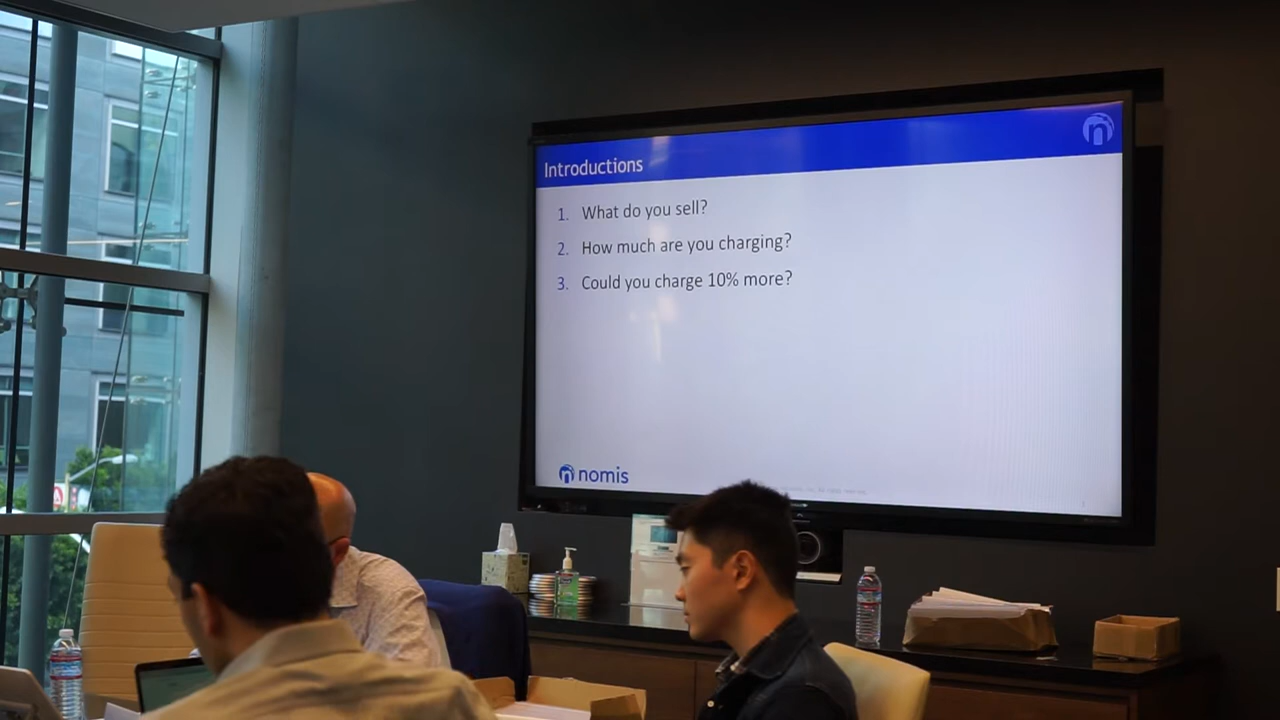 Introductions
1. What do you sell?
2. How much are you charging?
3. Could you charge 10% more?
nomis